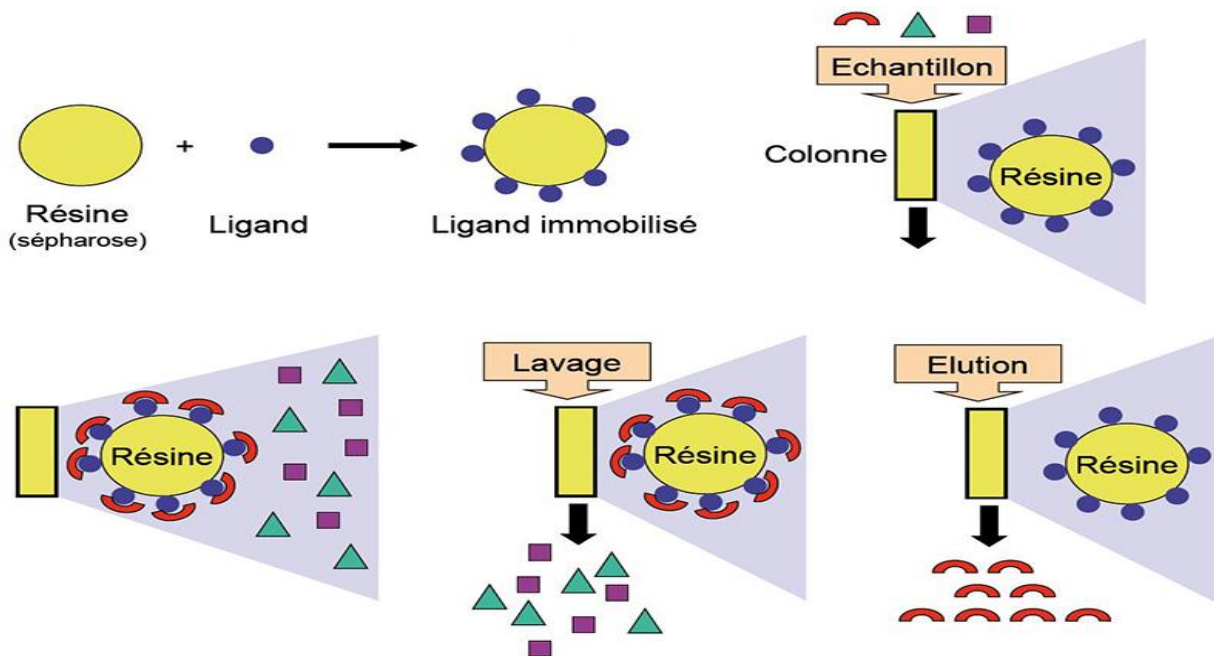 Echantillon
Colonne
Résine
Résine
(sépharose)
+
Ligand
Ligand immobilisé
Résine
Lavage
Résine
Elution
Résine